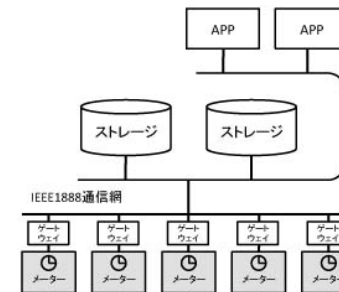 APP
APP
ストレージ
ストレージ
IEEE1888通信網
ゲート
ウェイ
ゲート
ウェイ
ゲート
ウェイ
ゲート
ウェイ
ゲート
ウェイ
メーター
メーター
メーター
メーター
メータ